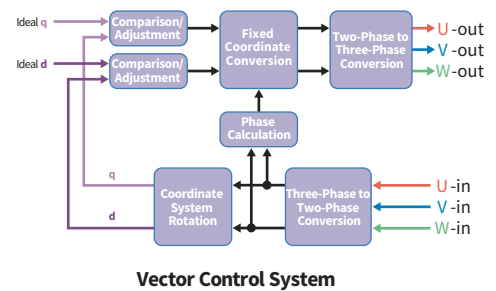 Ideal q
Comparison/
Adjustment
Fixed
Coordinate
Conversion
Two-Phase to
Three-Phase
Conversion
U-out
V-out
W-out
Ideal d
Comparison/
Adjustment
Phase
Calculation
q
d
Coordinate
System
Rotation
Three-Phase to
Two-Phase
Conversion
U-in
V-in
W-in
Vector Control System